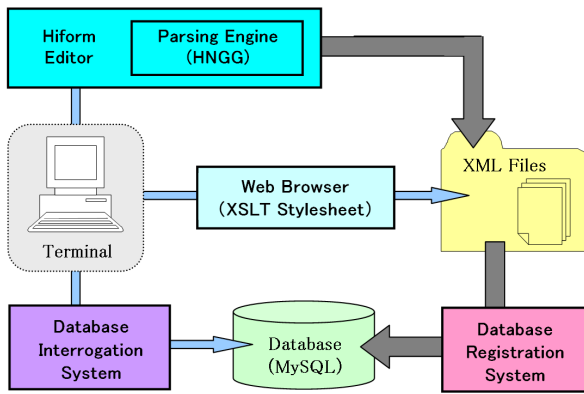 Hiform
Editor
Parsing Engine
(HNGG)
XML Files
Web Browser
(XSLT Stylesheet)
Terminal
Database
Interrogation
System
Database
(MySQL)
Database
Registration
System